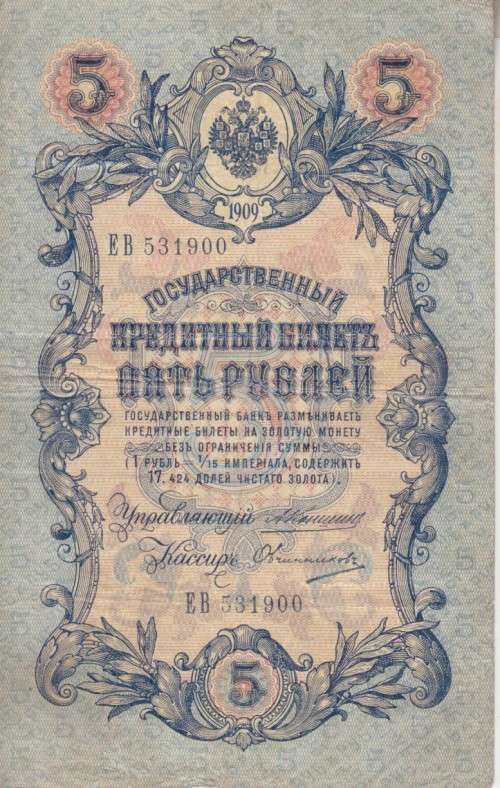 5 5
1909
ЕВ 531900
ГОСУДАРСТВЕННЫЙ
КРЕДИТНЫЙ БИЛЕТЪ
ПЯТЬ РУБЛЕЙ
ГОСУДАРСТВЕННЫЙ БАНКЪ РАЗМѢНИВАЕТЪ
КРЕДИТНЫЕ БИЛЕТЫ НА ЗОЛОТУЮ МОНЕТУ
БЕЗЪ ОГРАНИЧЕНІЯ СУММЫ
(1 РУБЛЬ = 1/15 ИМПЕРІАЛА, СОДЕРЖИТЪ
17,424 ДОЛЕЙ ЧИСТАГО ЗОЛОТА).
Управляющій
Кассиръ Овчинниковъ
ЕВ 531900
5